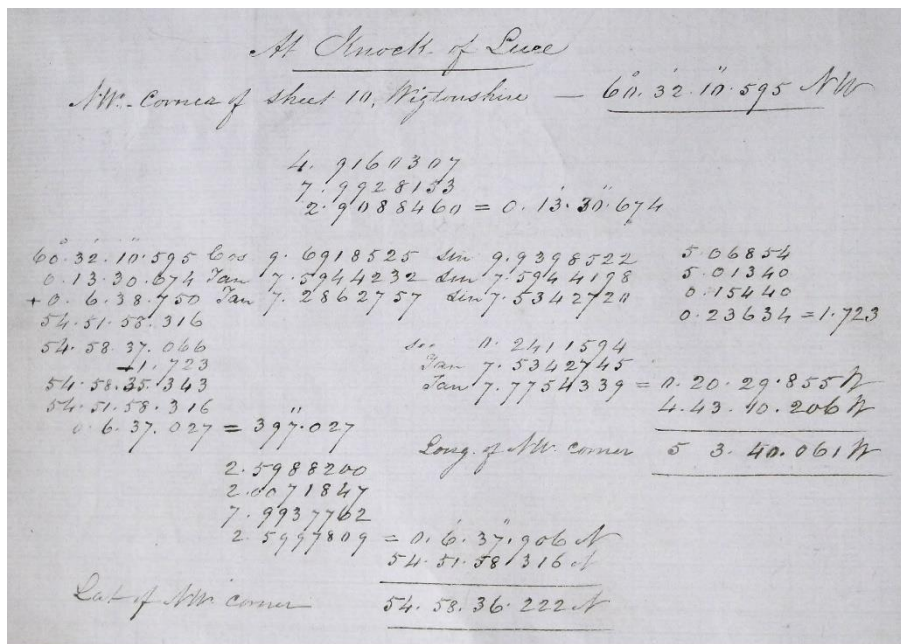 At Knock of Luce
NW. Corner of Sheet 10, Wigtonshire — 60° 32' 10".595 NW
4. 9160307
7. 9928153
2. 9088460 = 0. 13' 30".674
60° 32' 10".595 Cos 9. 6918525 Sin 9.9398522 5.06854
0. 13. 30. 674 Tan 7. 5944232 Sin 7.5944198 5.01340
+0. 6. 38. 750 Tan 7. 2862757 Sin 7.5342720 0.15440
54. 51. 58. 316 0.23634 = 1.723
54. 58. 37. 066 sec 0. 2411594
-1. 723 Tan 7. 5342745
54. 58. 35. 343 Tan 7.7754339 = 0. 20. 29. 855 W
54. 51. 58. 316 4. 43. 10. 206 W
0. 6. 37. 027 = 397".027
Long. of NW. corner 5 3. 40. 061 W
2. 5988200
2. 0071847
7. 9937762
2. 5997809 = 0. 6' 37".906 N
54. 51. 58. 316 N
Lat of NW corner 54. 58. 36. 222 N